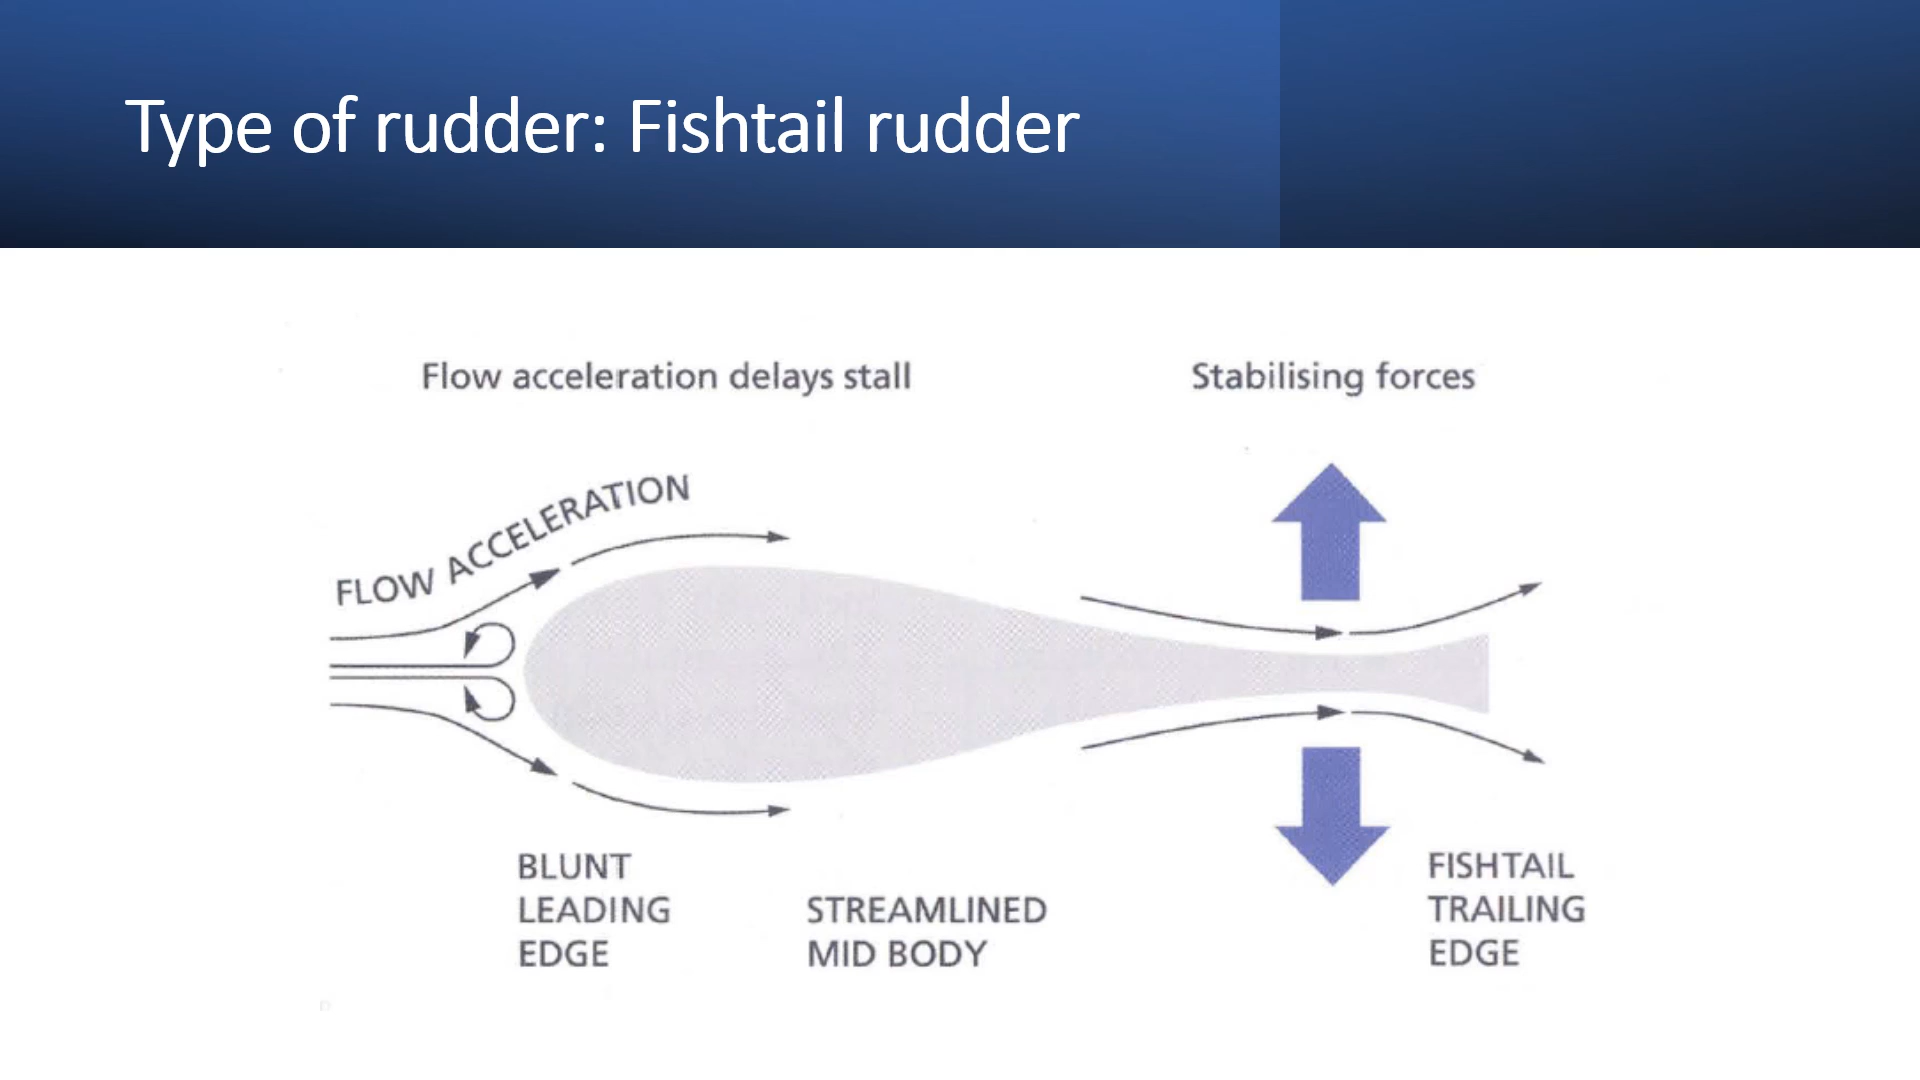 Type of rudder: Fishtail rudder
Flow acceleration delays stall
Stabilising forces
FLOW ACCELERATION
BLUNT
LEADING
EDGE
STREAMLINED
MID BODY
FISHTAIL
TRAILING
EDGE